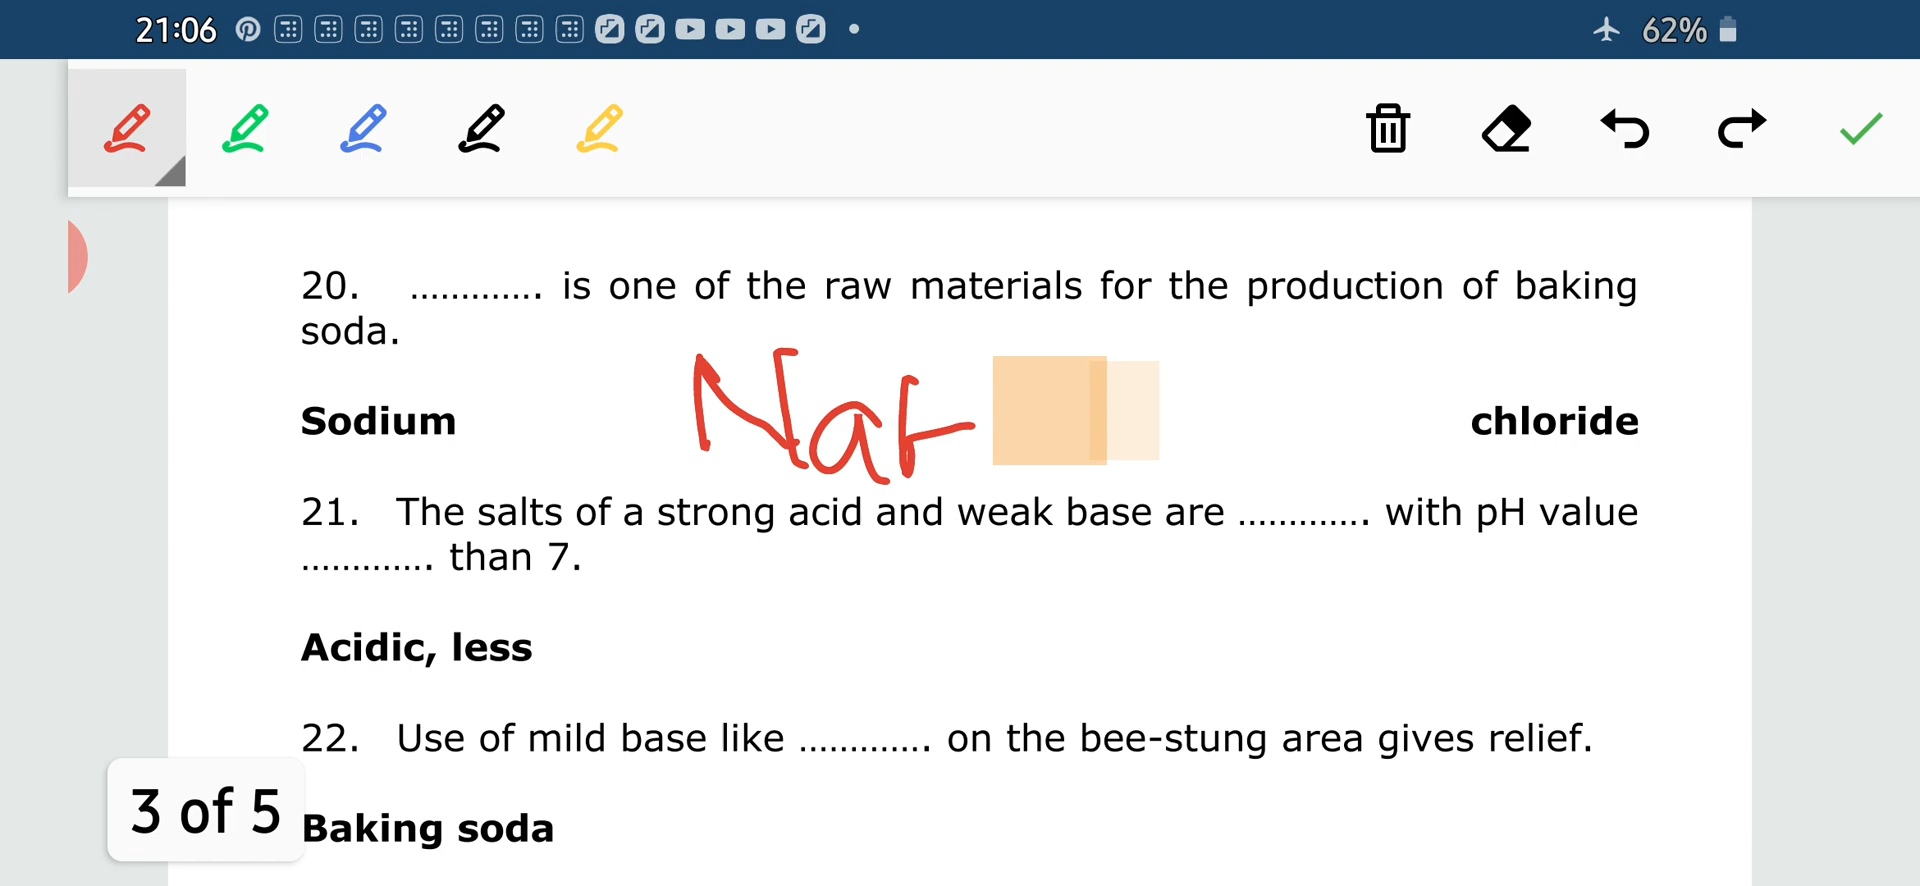 21:06 62%
20. ............. is one of the raw materials for the production of baking
soda.
Sodium chloride
21. The salts of a strong acid and weak base are ............. with pH value
............. than 7.
Acidic, less
22. Use of mild base like ............. on the bee-stung area gives relief.
3 of 5
Baking soda